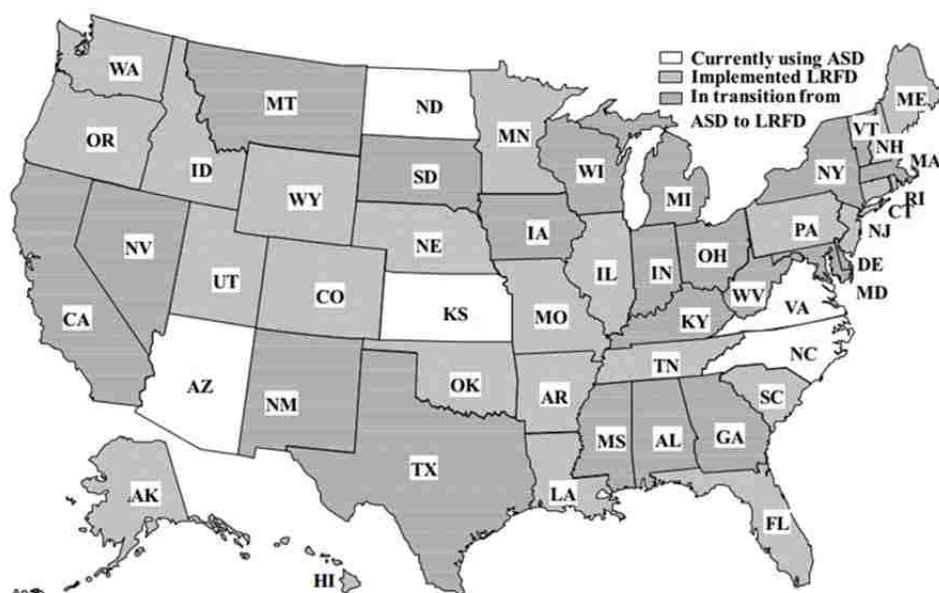 Currently using ASD
Implemented LRFD
In transition from
ASD to LRFD
WA
MT
ND
MN
ME
VT
NH
OR
ID
SD
WI
MI
NY
MA
WY
RI
CT
NV
NE
IA
PA
NJ
UT
CO
IL
IN
OH
DE
CA
KS
MO
WV
VA
MD
KY
AZ
NM
OK
AR
TN
NC
SC
TX
MS
AL
GA
LA
AK
FL
HI